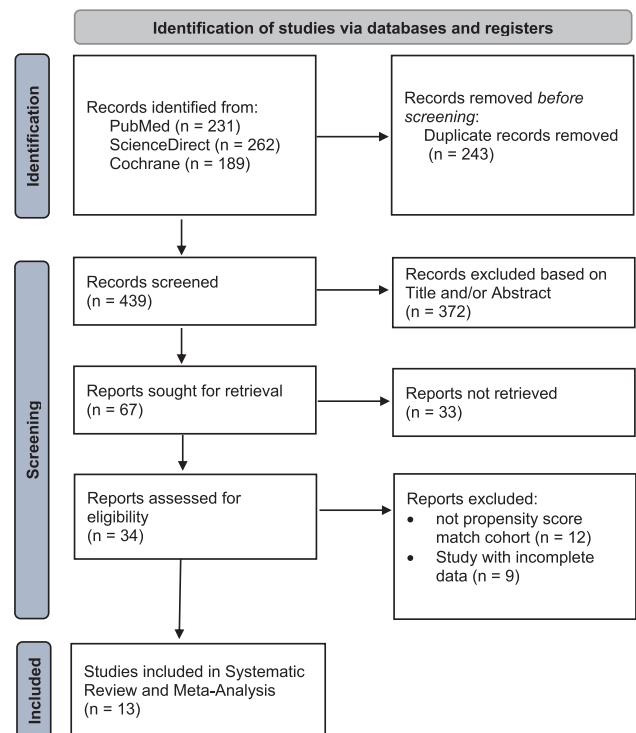 Identification of studies via databases and registers
Identification
Records identified from:
PubMed (n = 231)
ScienceDirect (n = 262)
Cochrane (n = 189)
Records removed before
screening:
Duplicate records removed
(n = 243)
Screening
Records screened
(n = 439)
Records excluded based on
Title and/or Abstract
(n = 372)
Reports sought for retrieval
(n = 67)
Reports not retrieved
(n = 33)
Reports assessed for
eligibility
(n = 34)
Reports excluded:
• not propensity score
match cohort (n = 12)
• Study with incomplete
data (n = 9)
Included
Studies included in Systematic
Review and Meta-Analysis
(n = 13)